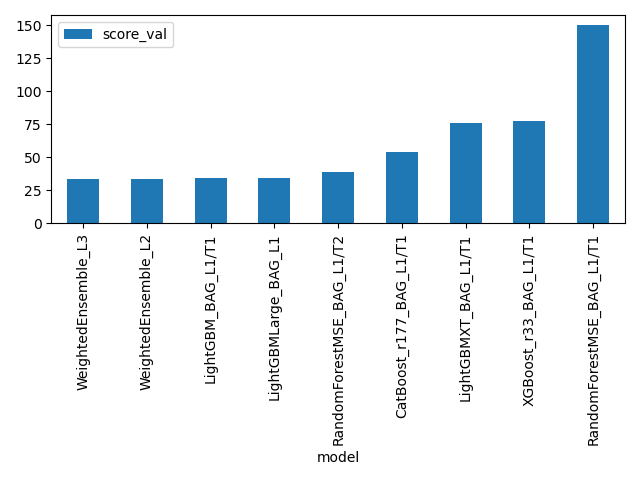 150
125
100
75
50
25
0
score_val
WeightedEnsemble_L3
WeightedEnsemble_L2
LightGBM_BAG_L1/T1
LightGBMLarge_BAG_L1
RandomForestMSE_BAG_L1/T2
CatBoost_r177_BAG_L1/T1
LightGBMXT_BAG_L1/T1
XGBoost_r33_BAG_L1/T1
RandomForestMSE_BAG_L1/T1
model